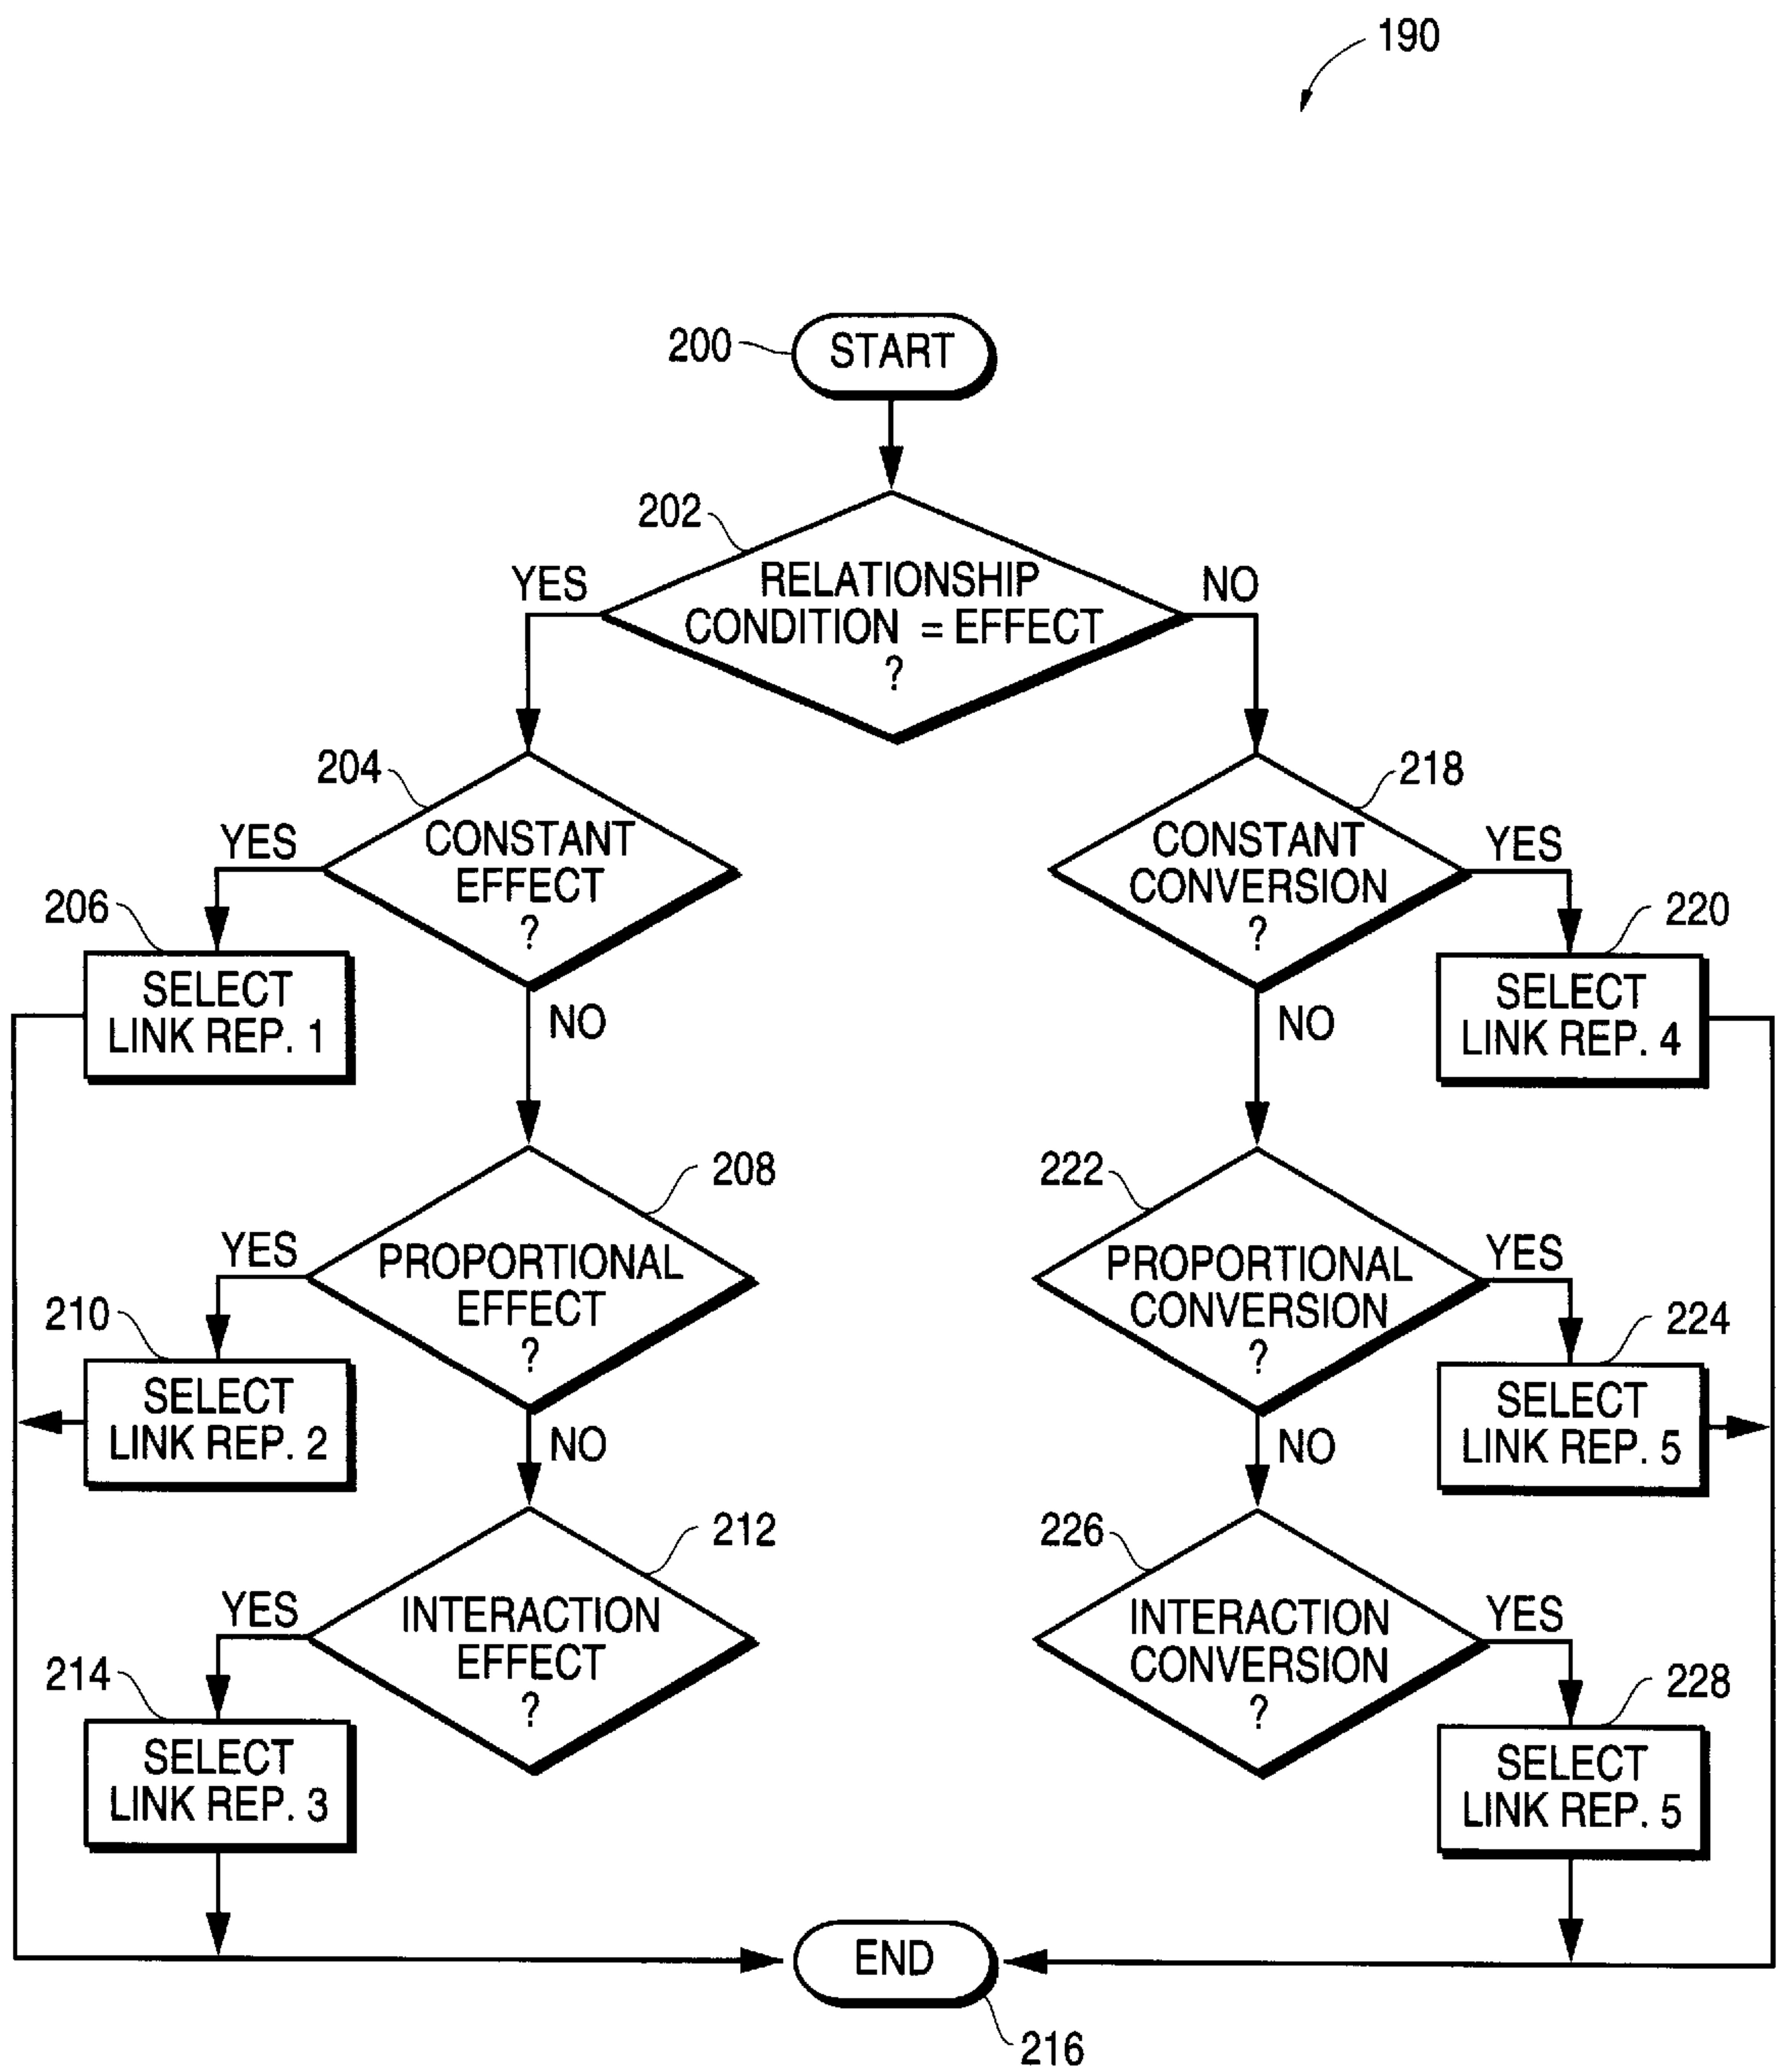 190
200
START
202
YES
RELATIONSHIP
CONDITION = EFFECT
?
NO
204
CONSTANT
EFFECT
?
YES
NO
218
CONSTANT
CONVERSION
?
YES
NO
206
SELECT
LINK REP. 1
220
SELECT
LINK REP. 4
208
PROPORTIONAL
EFFECT
?
YES
NO
222
PROPORTIONAL
CONVERSION
?
YES
NO
210
SELECT
LINK REP. 2
224
SELECT
LINK REP. 5
212
INTERACTION
EFFECT
?
YES
226
INTERACTION
CONVERSION
?
YES
214
SELECT
LINK REP. 3
228
SELECT
LINK REP. 5
END
216